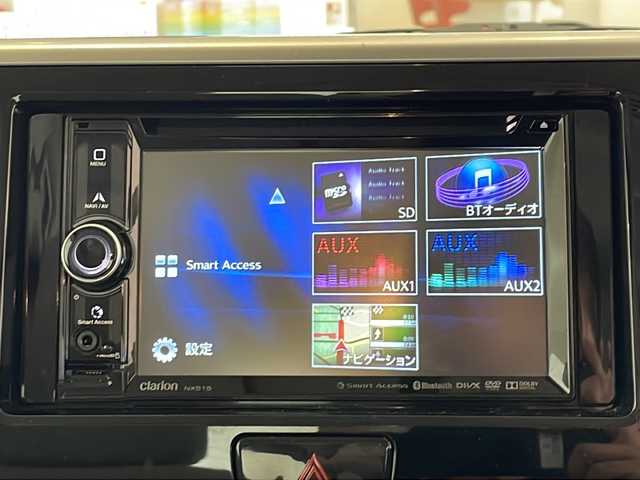 MENU
NAVI / AV
Smart Access
Audio Track
Audio Track
Audio Track
micro
SD
BTオーディオ
AUX
AUX1
AUX
AUX2
Smart Access
設定
ナビゲーション
clarion
SMART ACCESS
Bluetooth
DIVX
DVD
DOLBY